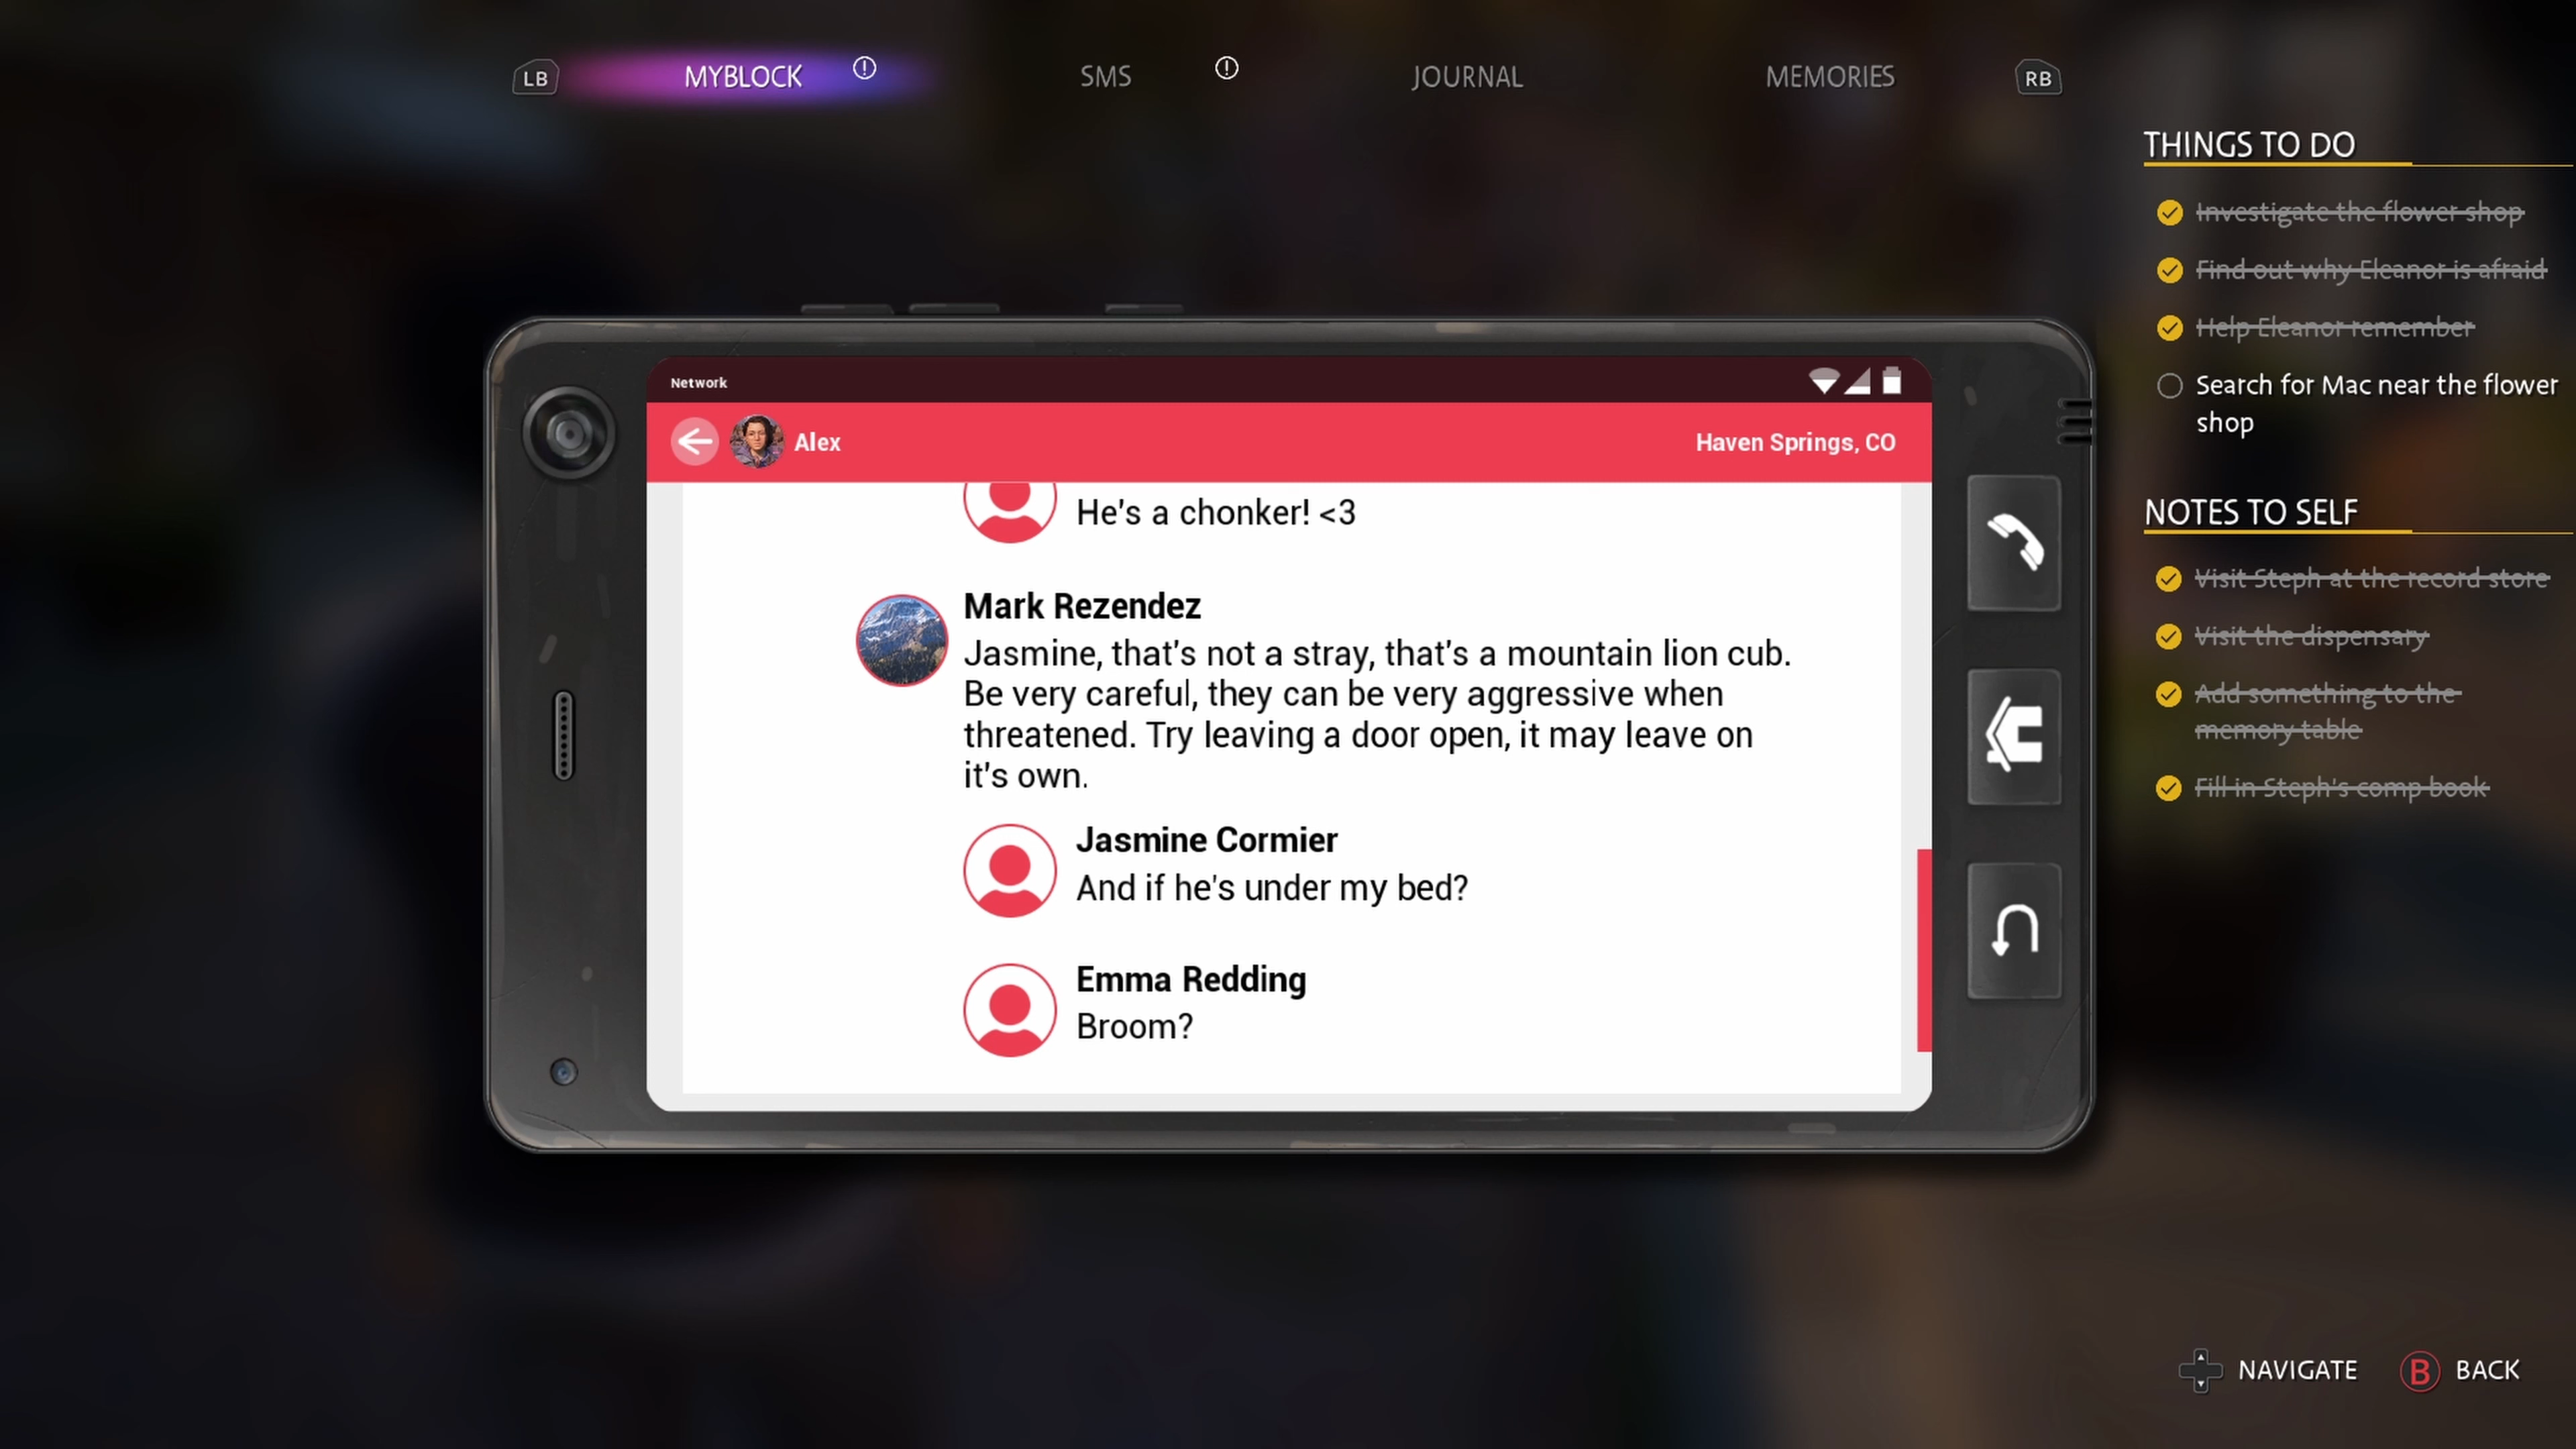 LB
MYBLOCK
SMS
JOURNAL
MEMORIES
RB
THINGS TO DO
Investigate the flower shop
Find out why Eleanor is afraid
Help Eleanor remember
Search for Mac near the flower
shop
NOTES TO SELF
Visit Steph at the record store
Visit the dispensary
Add something to the
memory table
Fill in Steph's comp book
Network
Alex
Haven Springs, CO
He's a chonker! <3
Mark Rezendez
Jasmine, that's not a stray, that's a mountain lion cub.
Be very careful, they can be very aggressive when
threatened. Try leaving a door open, it may leave on
it's own.
Jasmine Cormier
And if he's under my bed?
Emma Redding
Broom?
NAVIGATE
B BACK